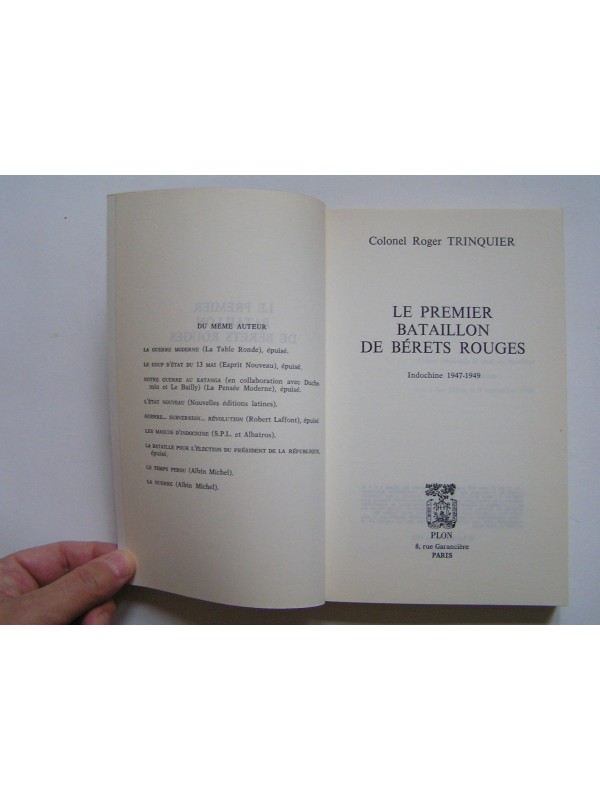 DU MÊME AUTEUR
LA GUERRE MODERNE (La Table Ronde), épuisé.
LE COUP D'ÉTAT DU 13 MAI (Esprit Nouveau), épuisé.
NOTRE GUERRE AU KATANGA (en collaboration avec Duche-
min et Le Bailly) (La Pensée Moderne), épuisé.
L'ÉTAT NOUVEAU (Nouvelles éditions latines).
GUERRE... SUBVERSION... RÉVOLUTION (Robert Laffont), épuisé
LES MAQUIS D'INDOCHINE (S.P.L. et Albatros).
LA BATAILLE POUR L'ÉLECTION DU PRÉSIDENT DE LA RÉPUBLIQUE,
épuisé.
LE TEMPS PERDU (Albin Michel).
LA GUERRE (Albin Michel).
Colonel Roger TRINQUIER
LE PREMIER
BATAILLON
DE BÉRETS ROUGES
Indochine 1947-1949
PLON
8, rue Garancière
PARIS